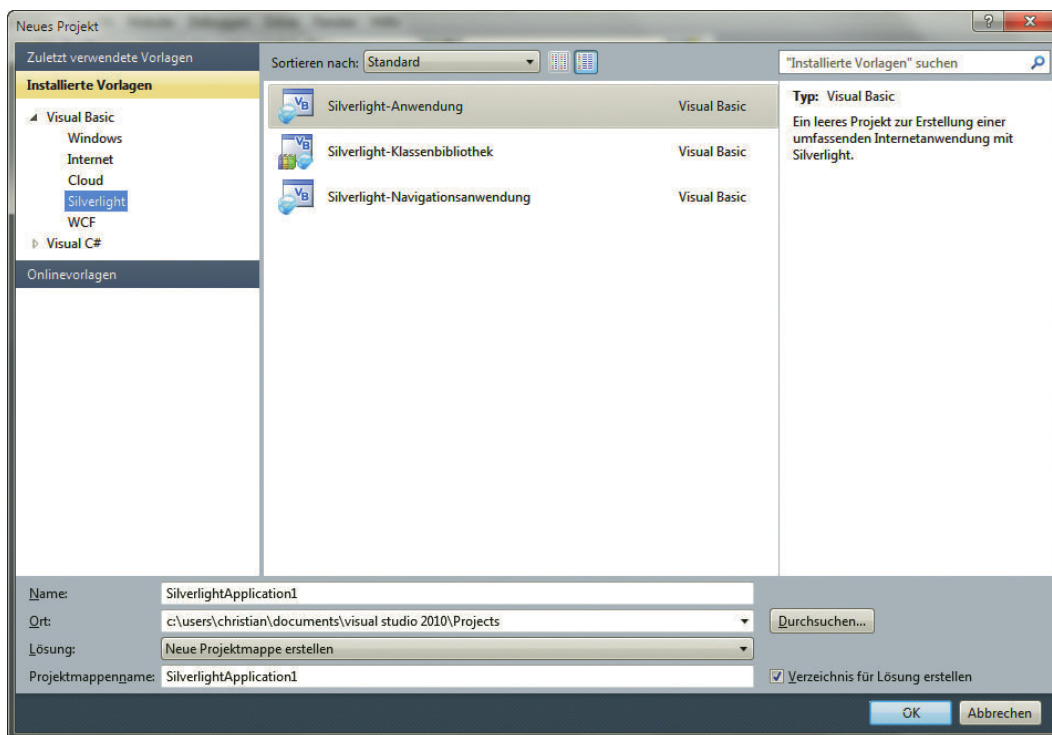 Neues Projekt
Zuletzt verwendete Vorlagen
Installierte Vorlagen
Visual Basic
Windows
Internet
Cloud
Silverlight
WCF
Visual C#
Onlinevorlagen
Sortieren nach: Standard
VB Silverlight-Anwendung Visual Basic
VB Silverlight-Klassenbibliothek Visual Basic
VB Silverlight-Navigationsanwendung Visual Basic
"Installierte Vorlagen" suchen
Typ: Visual Basic
Ein leeres Projekt zur Erstellung einer
umfassenden Internetanwendung mit
Silverlight.
Name: SilverlightApplication1
Ort: c:\users\christian\documents\visual studio 2010\Projects Durchsuchen...
Lösung: Neue Projektmappe erstellen
Projektmappenname: SilverlightApplication1 Verzeichnis für Lösung erstellen
OK Abbrechen